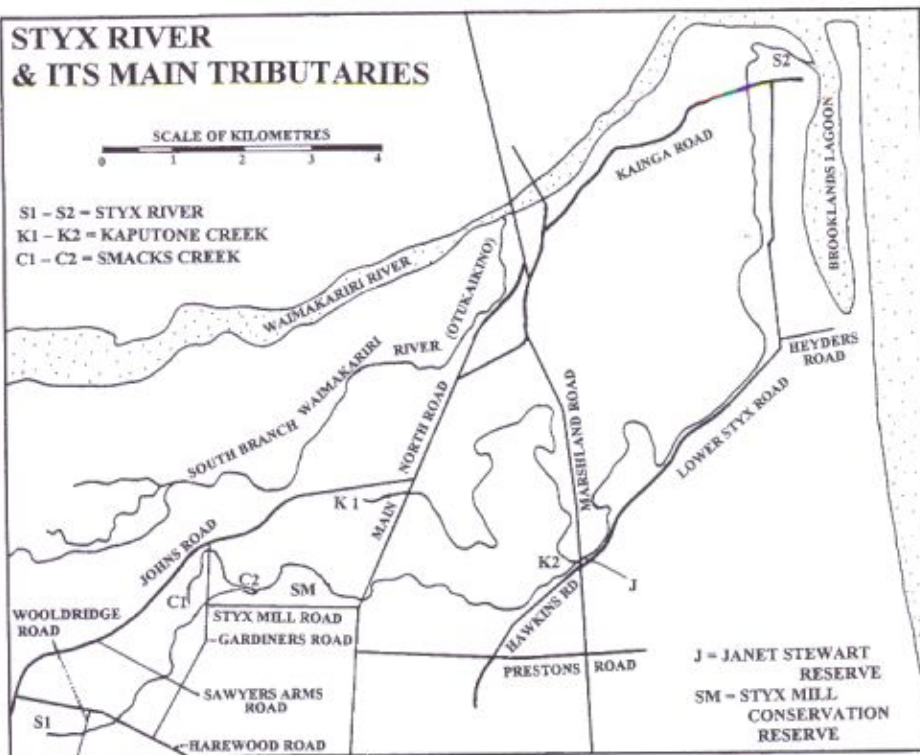 STYX RIVER
& ITS MAIN TRIBUTARIES
SCALE OF KILOMETRES
0 1 2 3 4
S1 – S2 = STYX RIVER
K1 – K2 = KAPUTONE CREEK
C1 – C2 = SMACKS CREEK
S2
KAINGA ROAD
BROOKLANDS LAGOON
WAIMAKARIRI RIVER
(OTUKAIKINO)
SOUTH BRANCH WAIMAKARIRI RIVER
HEYDERS
ROAD
LOWER STYX ROAD
MARSHLAND ROAD
MAIN NORTH ROAD
K1
JOHNS ROAD
K2
J
C1
C2
SM
HAWKINS RD
WOOLDRIDGE
ROAD
STYX MILL ROAD
GARDINERS ROAD
PRESTONS ROAD
SAWYERS ARMS
ROAD
S1
HAREWOOD ROAD
J = JANET STEWART
RESERVE
SM = STYX MILL
CONSERVATION
RESERVE